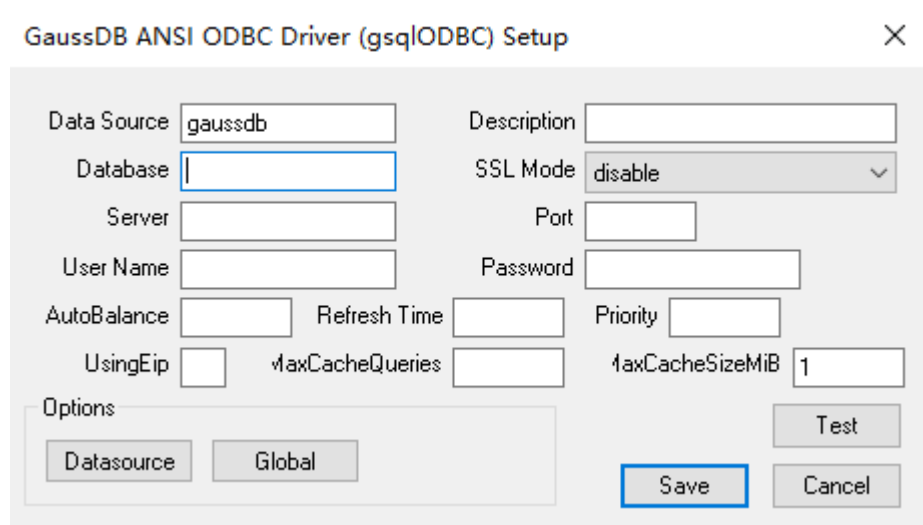 GaussDB ANSI ODBC Driver (gsqlODBC) Setup
Data Source gaussdb Description
Database SSL Mode disable
Server Port
User Name Password
AutoBalance Refresh Time Priority
UsingEip MaxCacheQueries MaxCacheSizeMiB 1
Options
Test
Datasource Global
Save Cancel